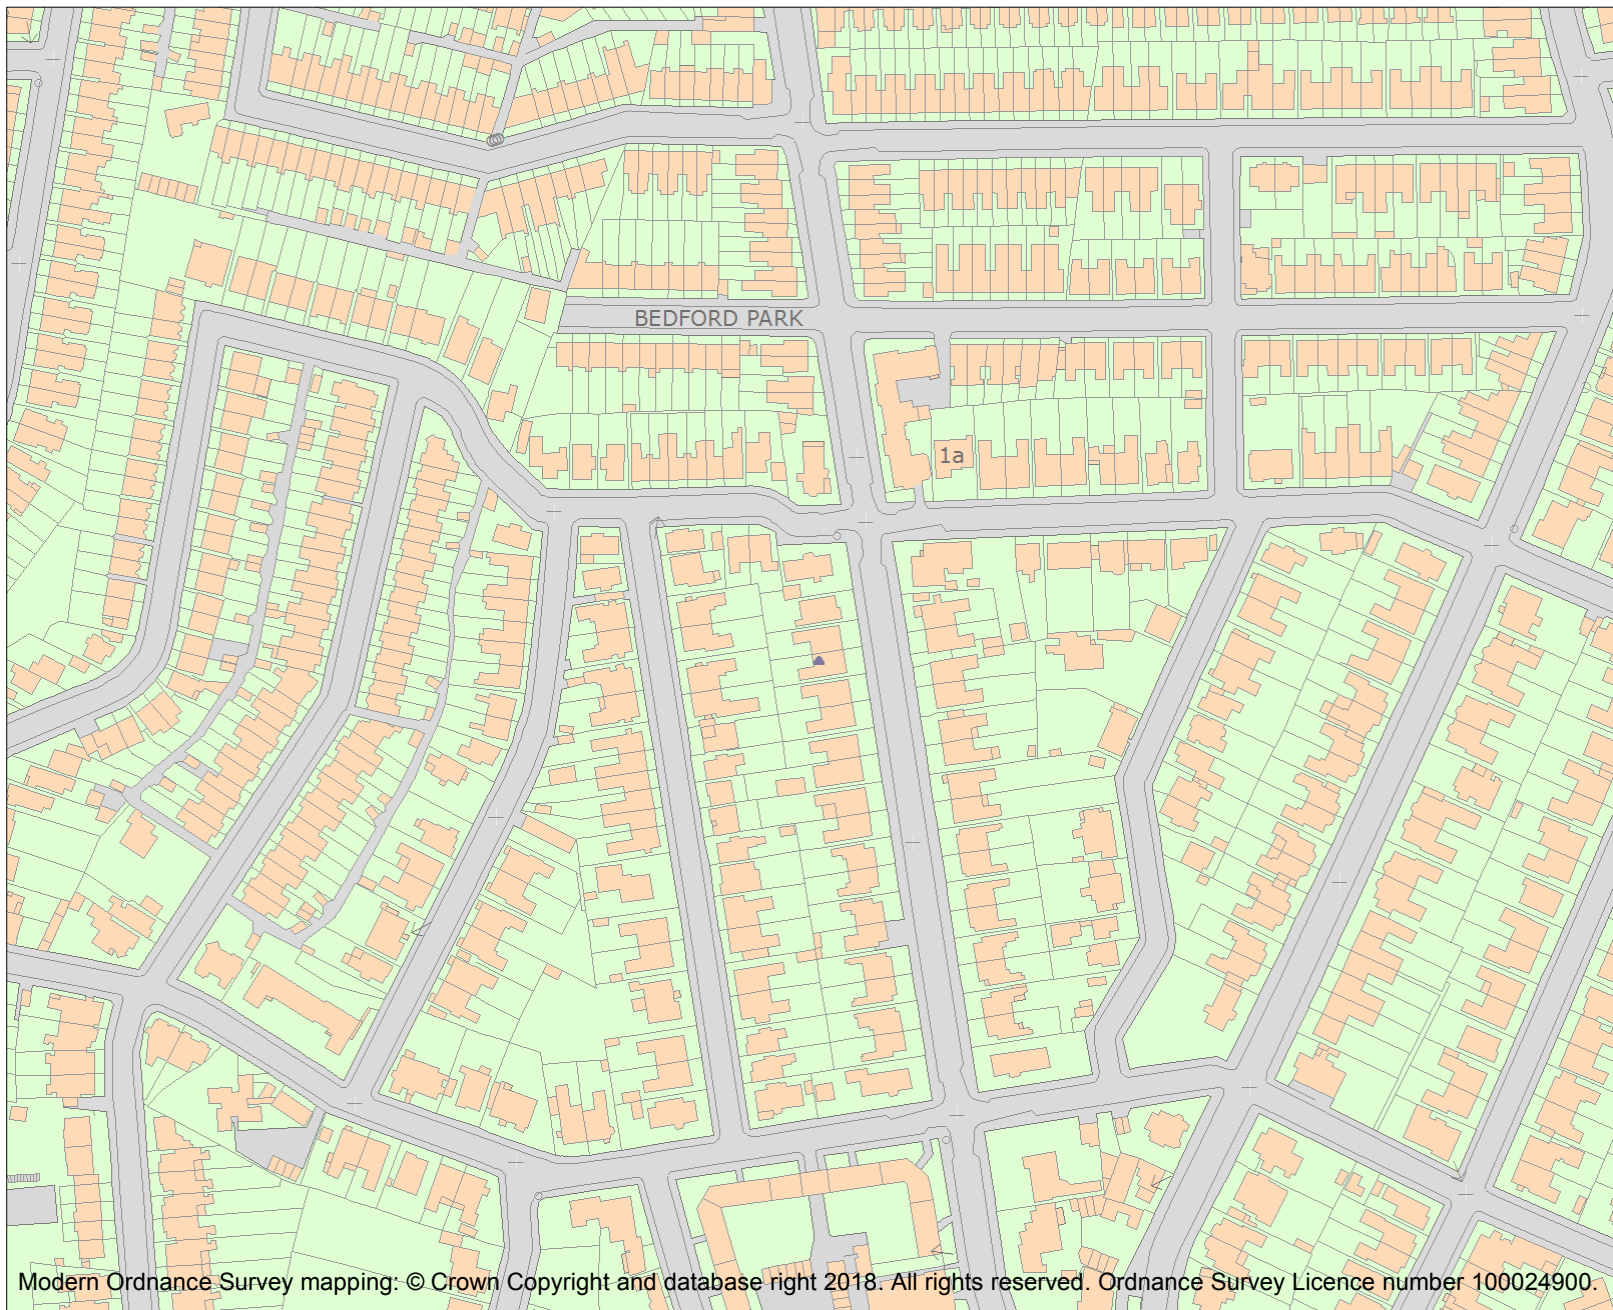 BEDFORD PARK
1a
Modern Ordnance Survey mapping: © Crown Copyright and database right 2018. All rights reserved. Ordnance Survey Licence number 100024900.